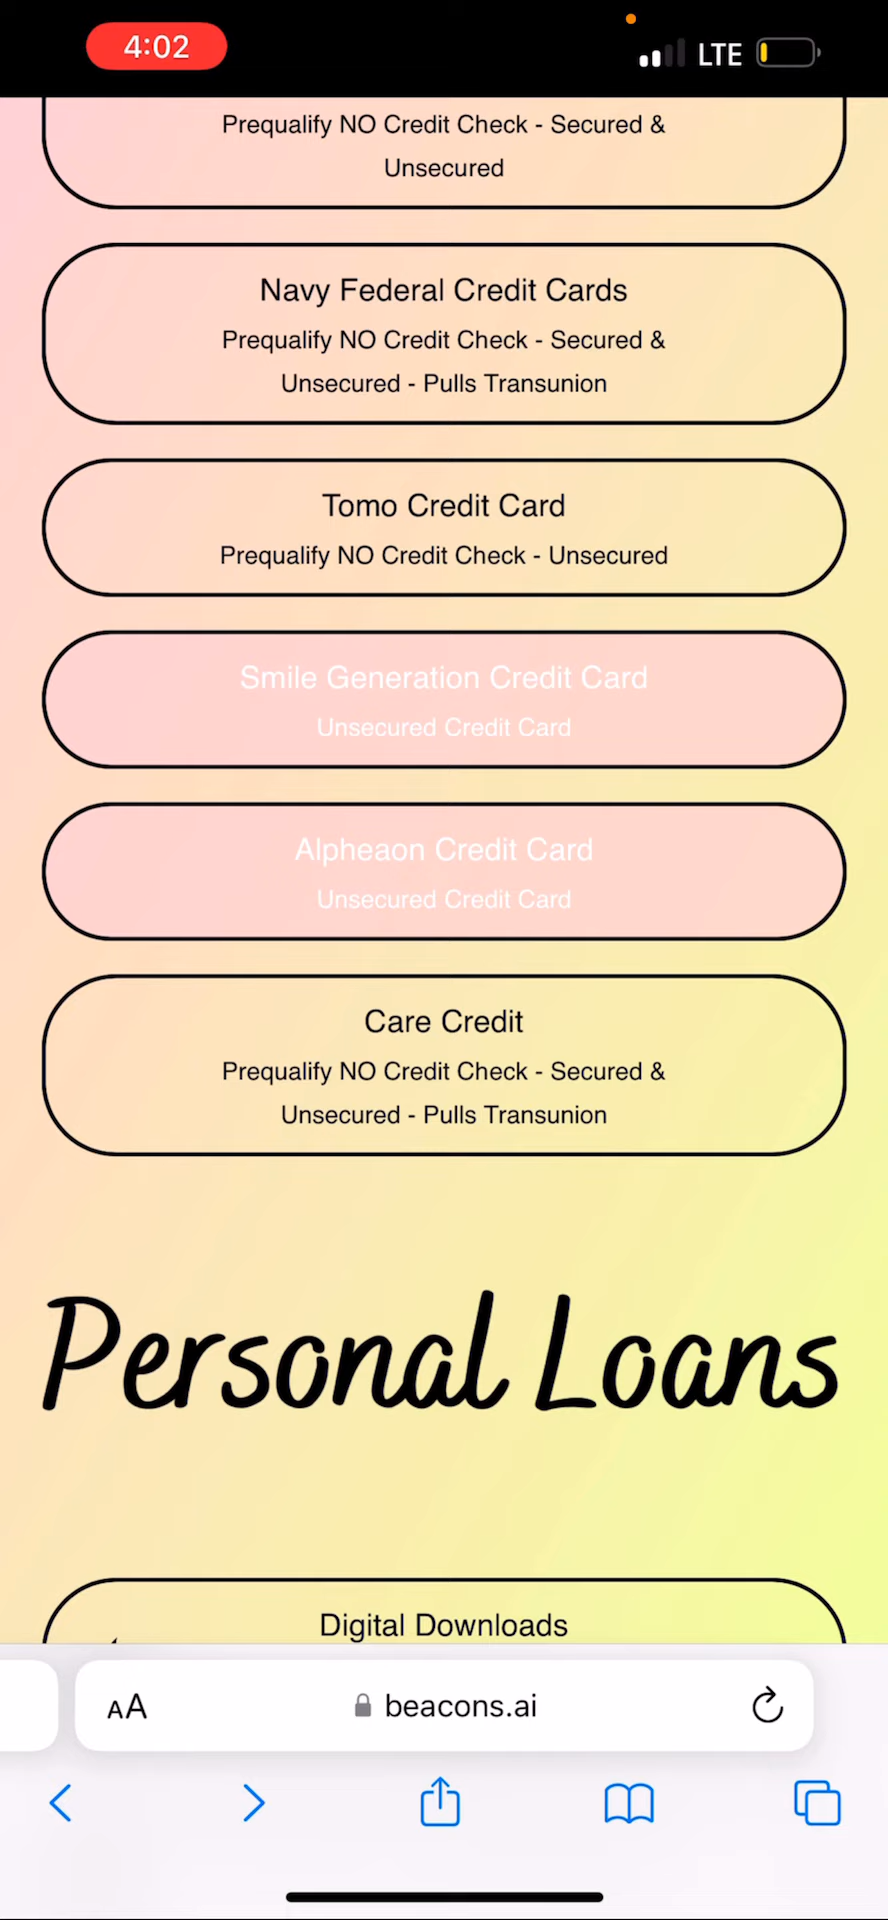 4:02
LTE
Prequalify NO Credit Check - Secured &
Unsecured
Navy Federal Credit Cards
Prequalify NO Credit Check - Secured &
Unsecured - Pulls Transunion
Tomo Credit Card
Prequalify NO Credit Check - Unsecured
Smile Generation Credit Card
Unsecured Credit Card
Alpheaon Credit Card
Unsecured Credit Card
Care Credit
Prequalify NO Credit Check - Secured &
Unsecured - Pulls Transunion
Personal Loans
Digital Downloads
AA
beacons.ai